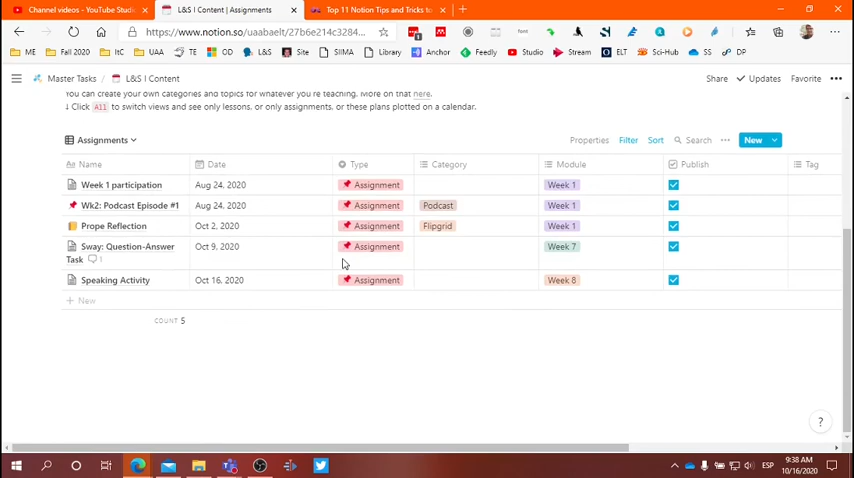 Channel videos - YouTube Studio
L&S I Content | Assignments
Top 11 Notion Tips and Tricks to
https://www.notion.so/uaabaelt/27b6e214c3284...
ME
Fall 2020
ItC
UAA
TE
OD
L&S
Site
SIIMA
Library
Anchor
Feedly
Studio
Stream
ELT
Sci-Hub
SS
DP
Master Tasks / L&S I Content
Share Updates Favorite
You can create your own categories and topics for whatever you're teaching. More on that here.
↓ Click All to switch views and see only lessons, or only assignments, or these plans plotted on a calendar.
Assignments
Properties Filter Sort Search New
Name Date Type Category Module Publish Tag
Week 1 participation Aug 24, 2020 Assignment Week 1
Wk2: Podcast Episode #1 Aug 24, 2020 Assignment Podcast Week 1
Prope Reflection Oct 2, 2020 Assignment Flipgrid Week 1
Sway: Question-Answer Task 1 Oct 9, 2020 Assignment Week 7
Speaking Activity Oct 16, 2020 Assignment Week 8
+ New
COUNT 5
?
ESP
9:38 AM
10/16/2020